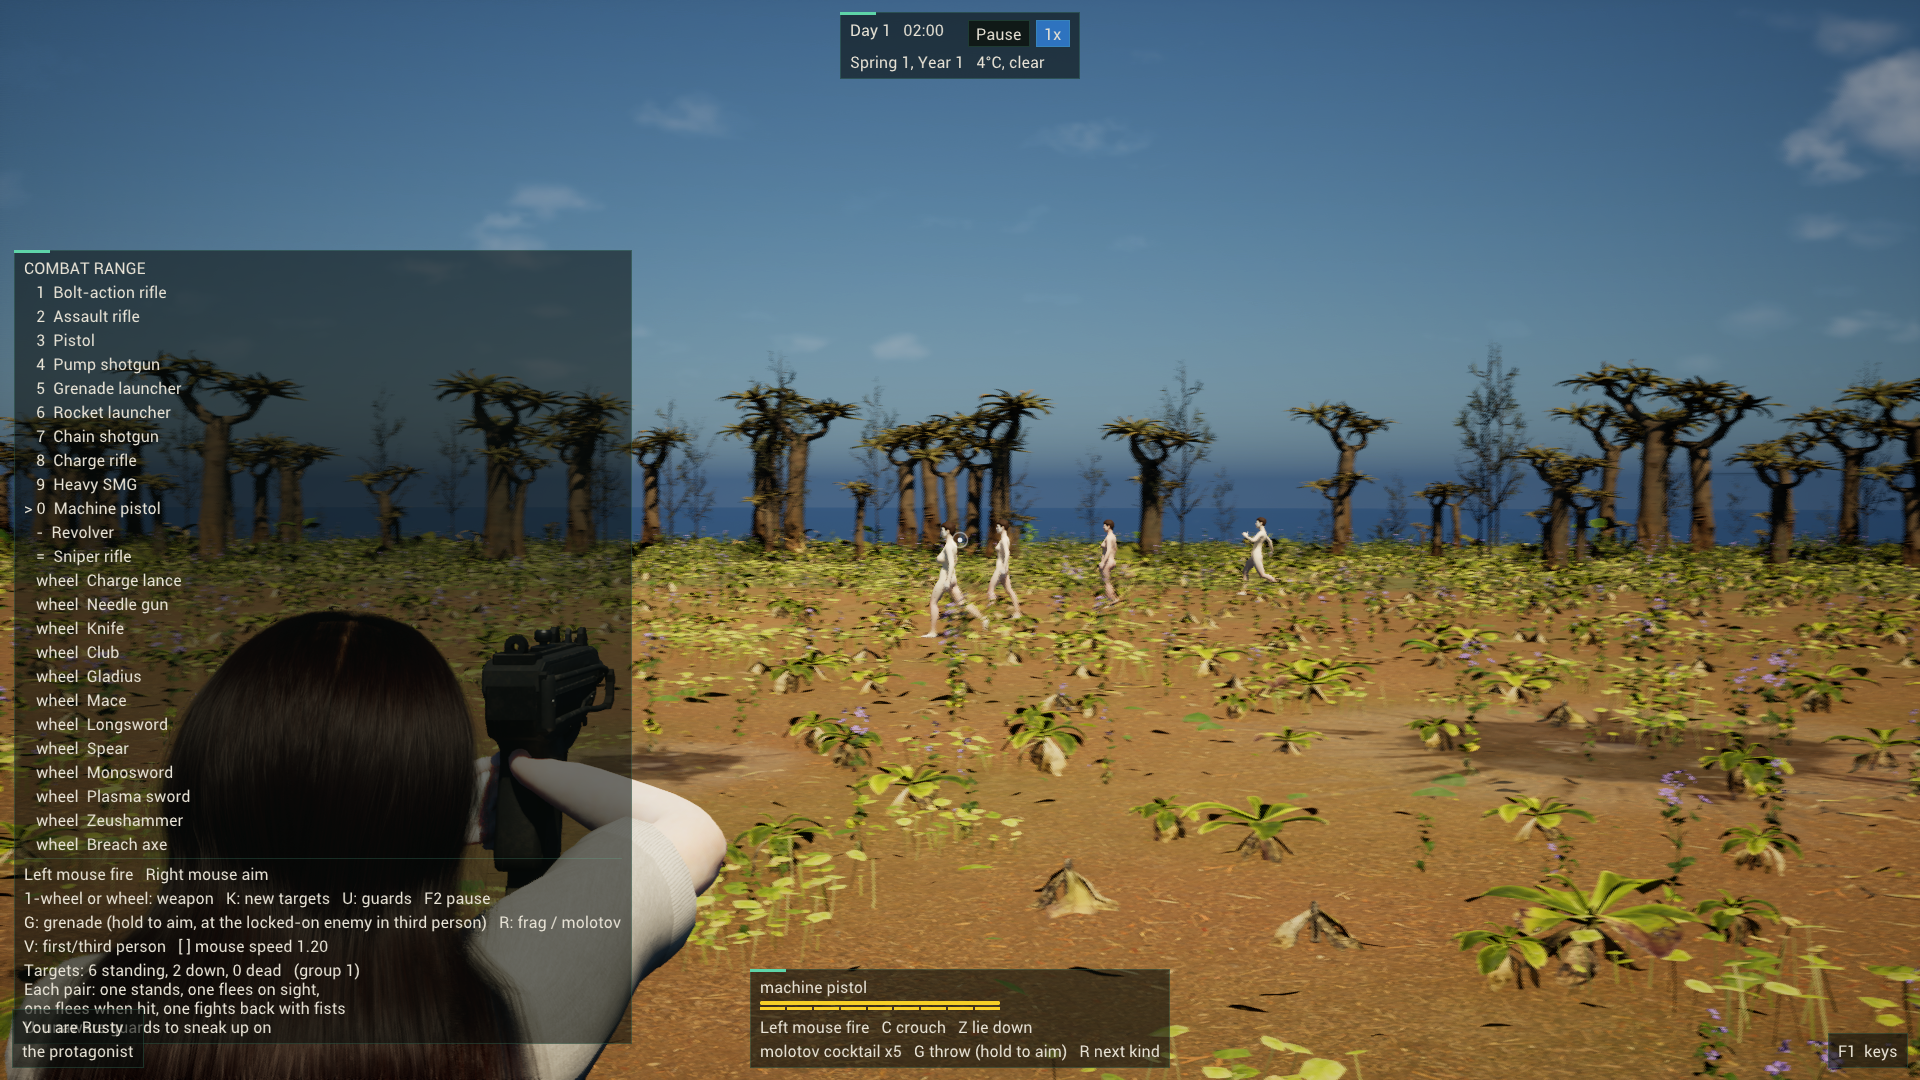 Day 1 02:00 Pause 1x
Spring 1, Year 1 4°C, clear
COMBAT RANGE
1 Bolt-action rifle
2 Assault rifle
3 Pistol
4 Pump shotgun
5 Grenade launcher
6 Rocket launcher
7 Chain shotgun
8 Charge rifle
9 Heavy SMG
> 0 Machine pistol
- Revolver
= Sniper rifle
wheel Charge lance
wheel Needle gun
wheel Knife
wheel Club
wheel Gladius
wheel Mace
wheel Longsword
wheel Spear
wheel Monosword
wheel Plasma sword
wheel Zeushammer
wheel Breach axe
Left mouse fire Right mouse aim
1-wheel or wheel: weapon K: new targets U: guards F2 pause
G: grenade (hold to aim, at the locked-on enemy in third person) R: frag / molotov
V: first/third person [ ] mouse speed 1.20
Targets: 6 standing, 2 down, 0 dead (group 1)
Each pair: one stands, one flees on sight,
one flees when hit, one fights back with fists
to sneak up on
You are Rusty
the protagonist
machine pistol
Left mouse fire C crouch Z lie down
molotov cocktail x5 G throw (hold to aim) R next kind
F1 keys